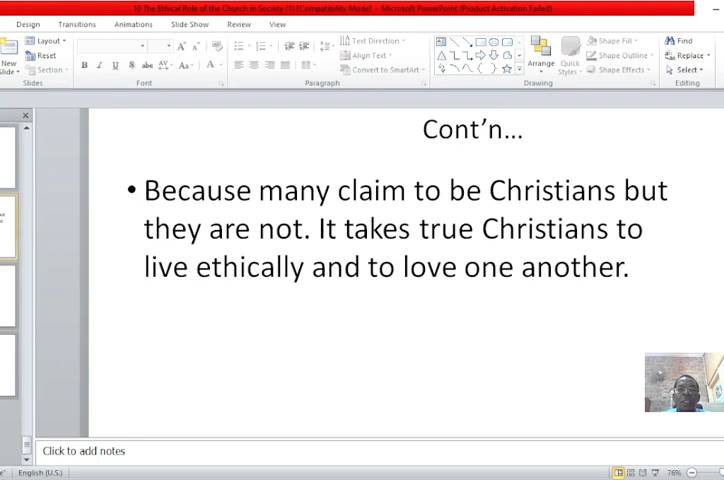 10 The Ethical Role of the Church in Society (1) [Compatibility Mode] - Microsoft PowerPoint (Product Activation Failed)
Design Transitions Animations Slide Show Review View
Layout
Reset
New
Slide
Section
Slides
B I U S abc AV Aa A
Font
Text Direction
Align Text
Convert to SmartArt
Paragraph
Arrange
Quick
Styles
Shape Fill
Shape Outline
Shape Effects
Drawing
Find
Replace
Select
Editing
Cont’n…
• Because many claim to be Christians but
they are not. It takes true Christians to
live ethically and to love one another.
Click to add notes
English (U.S.)
76%